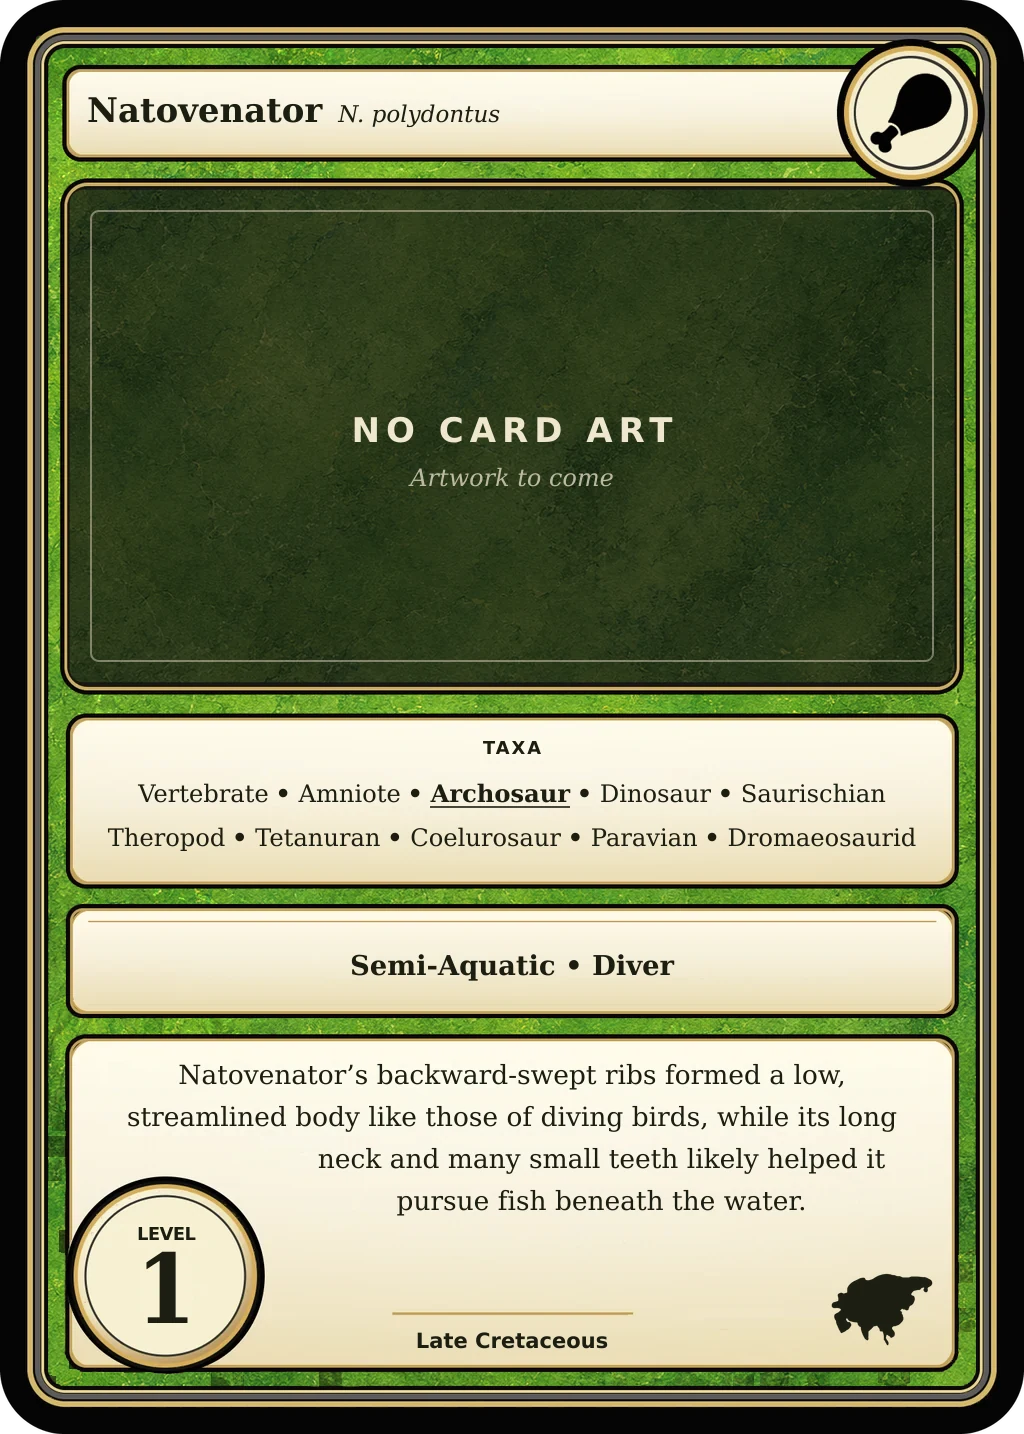 Natovenator N. polydontus
NO CARD ART
Artwork to come
TAXA
Vertebrate • Amniote • Archosaur • Dinosaur • Saurischian
Theropod • Tetanuran • Coelurosaur • Paravian • Dromaeosaurid
Semi-Aquatic • Diver
Natovenator’s backward-swept ribs formed a low,
streamlined body like those of diving birds, while its long
neck and many small teeth likely helped it
pursue fish beneath the water.
LEVEL
1
Late Cretaceous